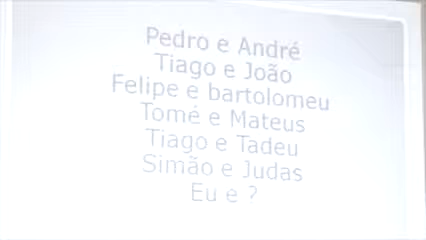 Pedro e André
Tiago e João
Felipe e bartolomeu
Tomé e Mateus
Tiago e Tadeu
Simão e Judas
Eu e ?